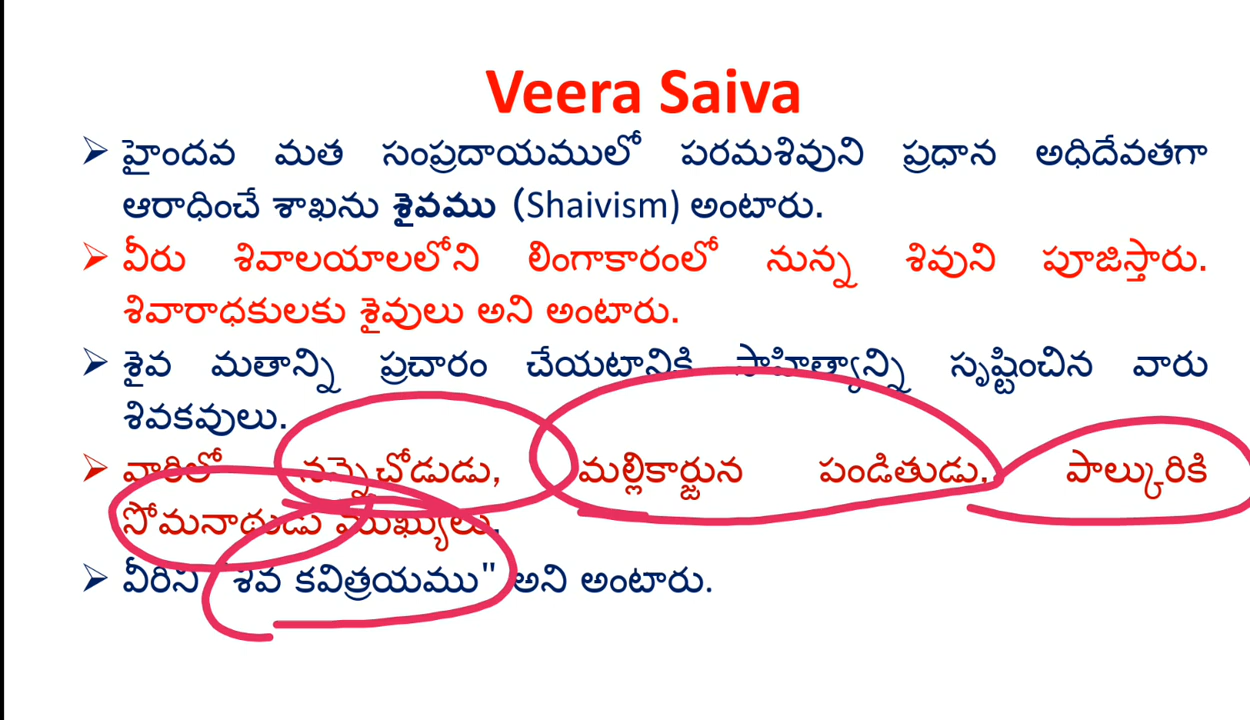 Veera Saiva
హైందవ మత సంప్రదాయములో పరమశివుని ప్రధాన అధిదేవతగా
ఆరాధించే శాఖను శైవము (Shaivism) అంటారు.
వీరు శివాలయాలలోని లింగాకారంలో నున్న శివుని పూజిస్తారు.
శివారాధకులకు శైవులు అని అంటారు.
శైవ మతాన్ని ప్రచారం చేయటానికి సాహిత్యాన్ని సృష్టించిన వారు
శివకవులు.
వారిలో నన్నెచోడుడు, మల్లికార్జున పండితుడు, పాల్కురికి
సోమనాథుడు ముఖ్యులు.
వీరిని "శివ కవిత్రయము" అని అంటారు.